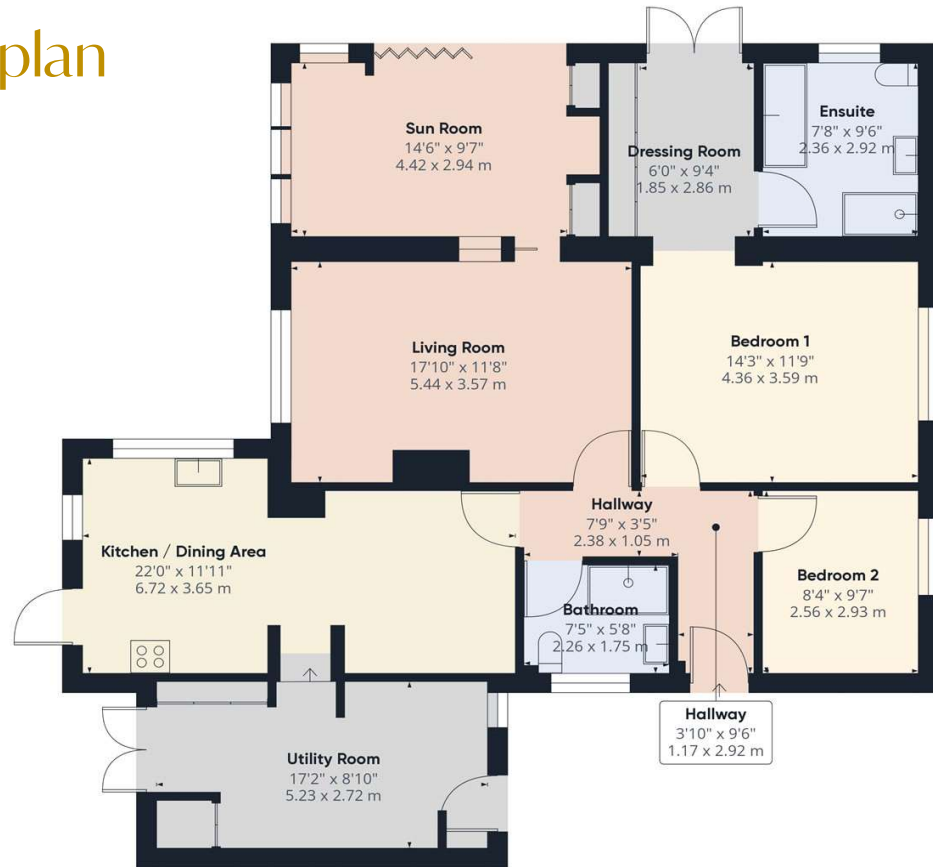 plan
Sun Room
14'6" x 9'7"
4.42 x 2.94 m
Dressing Room
6'0" x 9'4"
1.85 x 2.86 m
Ensuite
7'8" x 9'6"
2.36 x 2.92 m
Living Room
17'10" x 11'8"
5.44 x 3.57 m
Bedroom 1
14'3" x 11'9"
4.36 x 3.59 m
Kitchen / Dining Area
22'0" x 11'11"
6.72 x 3.65 m
Hallway
7'9" x 3'5"
2.38 x 1.05 m
Bathroom
7'5" x 5'8"
2.26 x 1.75 m
Bedroom 2
8'4" x 9'7"
2.56 x 2.93 m
Hallway
3'10" x 9'6"
1.17 x 2.92 m
Utility Room
17'2" x 8'10"
5.23 x 2.72 m